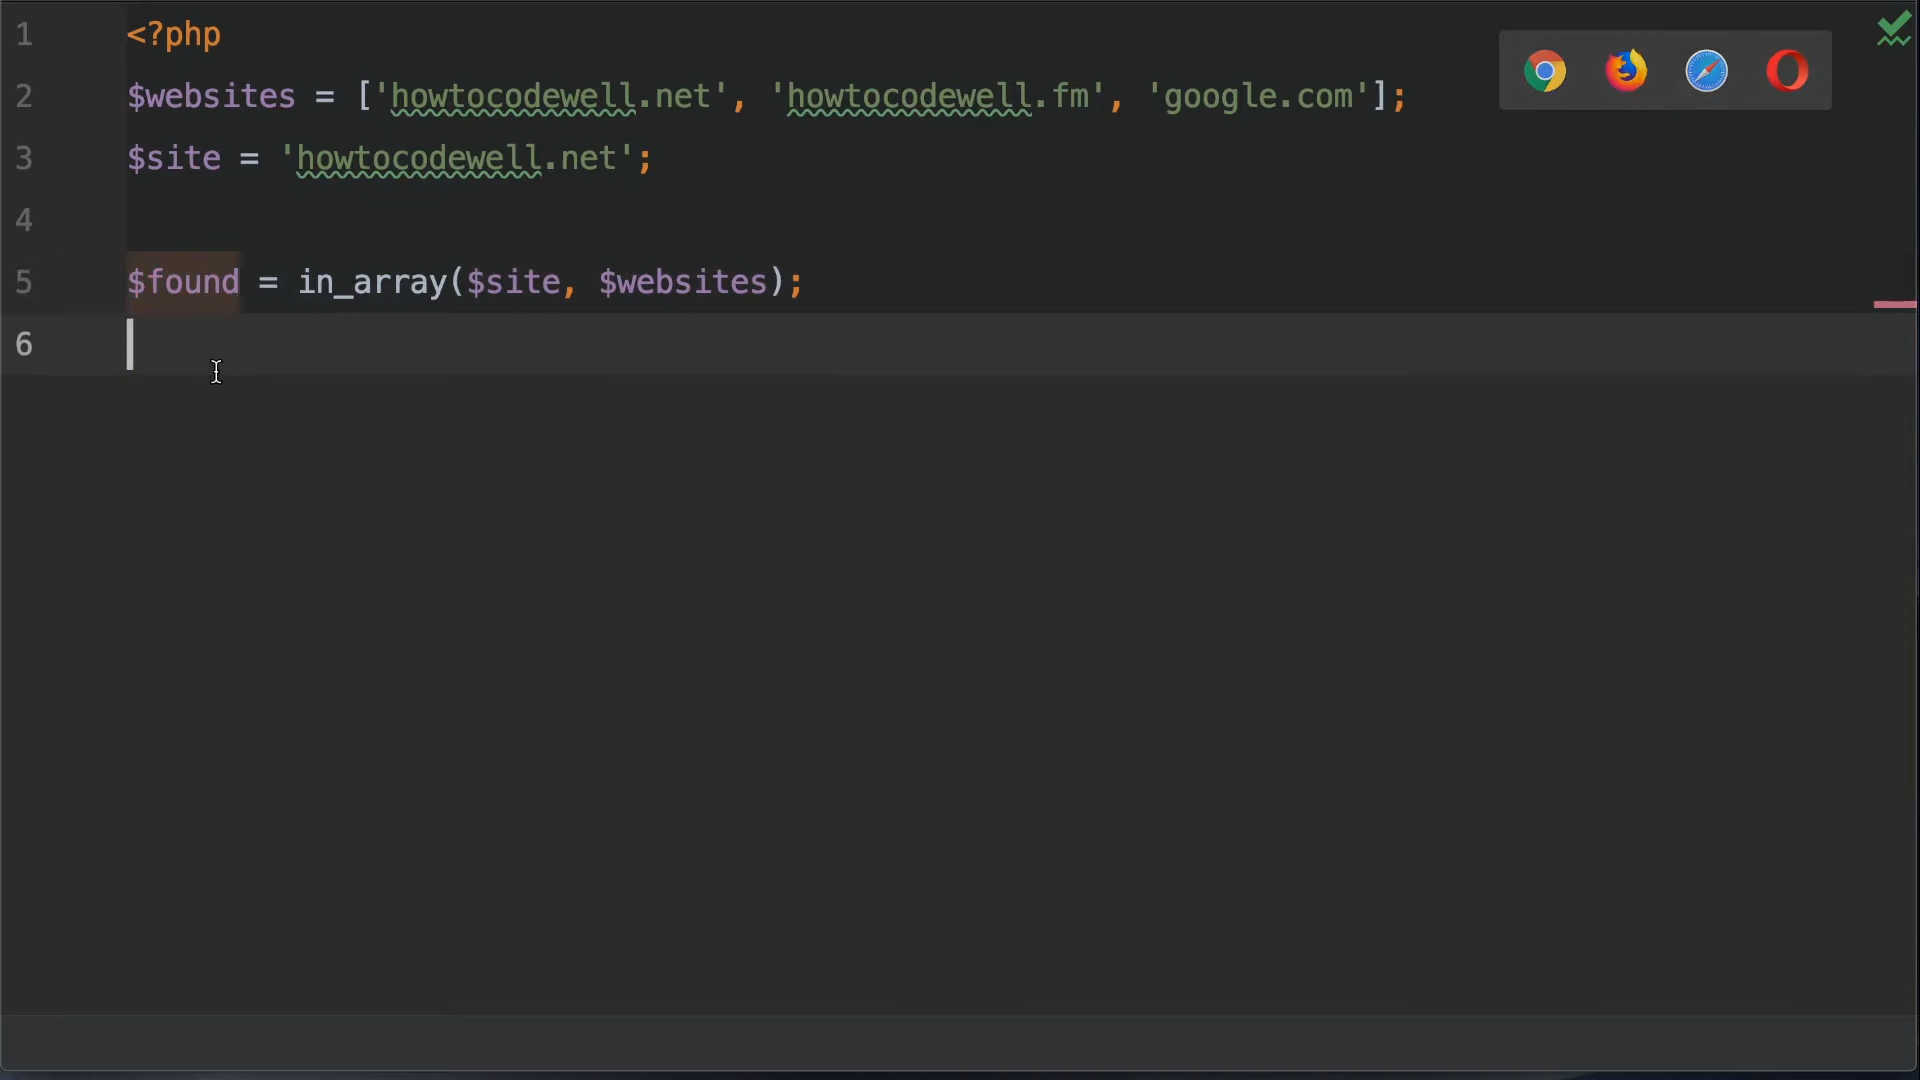 1 <?php
2 $websites = ['howtocodewell.net', 'howtocodewell.fm', 'google.com'];
3 $site = 'howtocodewell.net';
4
5 $found = in_array($site, $websites);
6